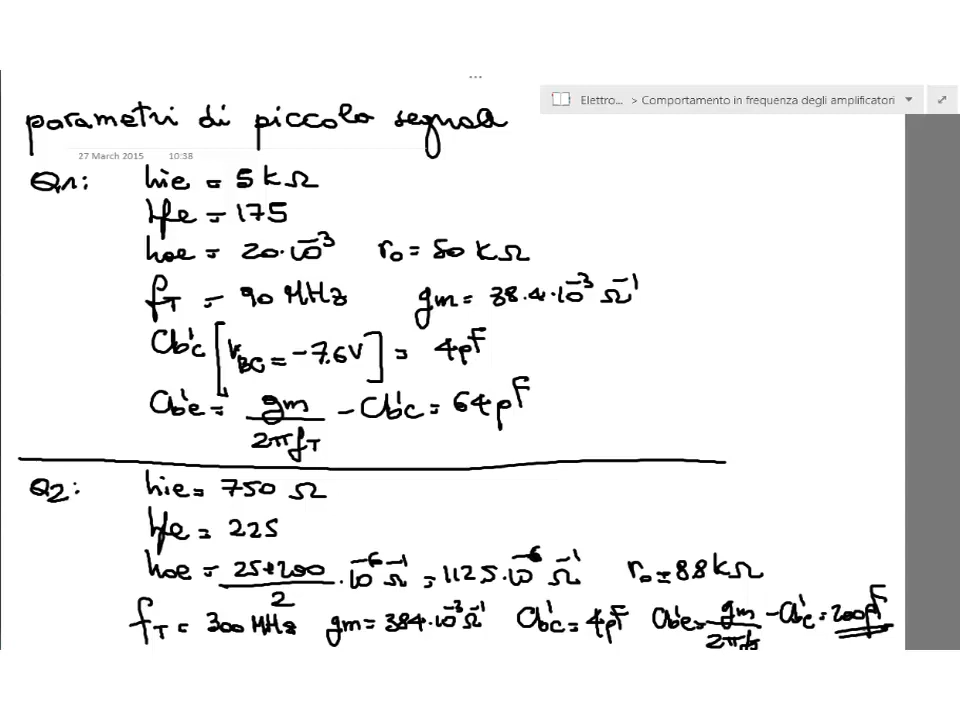 ...
Elettro... > Comportamento in frequenza degli amplificatori
parametri di piccolo segnale
27 March 2015 10:38
Q1: hie = 5 kΩ
hfe = 175
hoe = 20·10⁻³ ro = 50 kΩ
fT = 90 MHz gm = 38.4·10⁻³ Ω⁻¹
Cb'c [VBC = -7.6V] = 4pF
Cb'e = gm / 2πfT - Cb'c = 64pF
Q2: hie = 750 Ω
hfe = 225
hoe = 25+200 / 2 · 10⁻⁶ Ω⁻¹ = 112.5·10⁻⁶ Ω⁻¹ ro = 8.8 kΩ
fT = 300 MHz gm = 384·10⁻³ Ω⁻¹ Cb'c = 4pF Cb'e = gm / 2πfT - Cb'c = 200pF